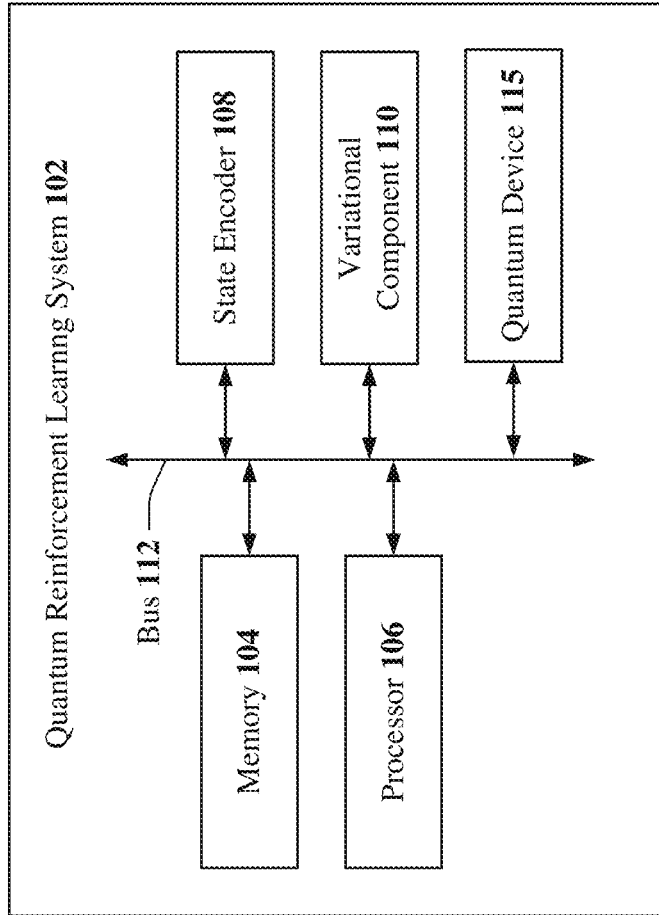 Quantum Reinforcement Learnng System 102
Bus 112
Memory 104
Processor 106
State Encoder 108
Variational
Component 110
Quantum Device 115